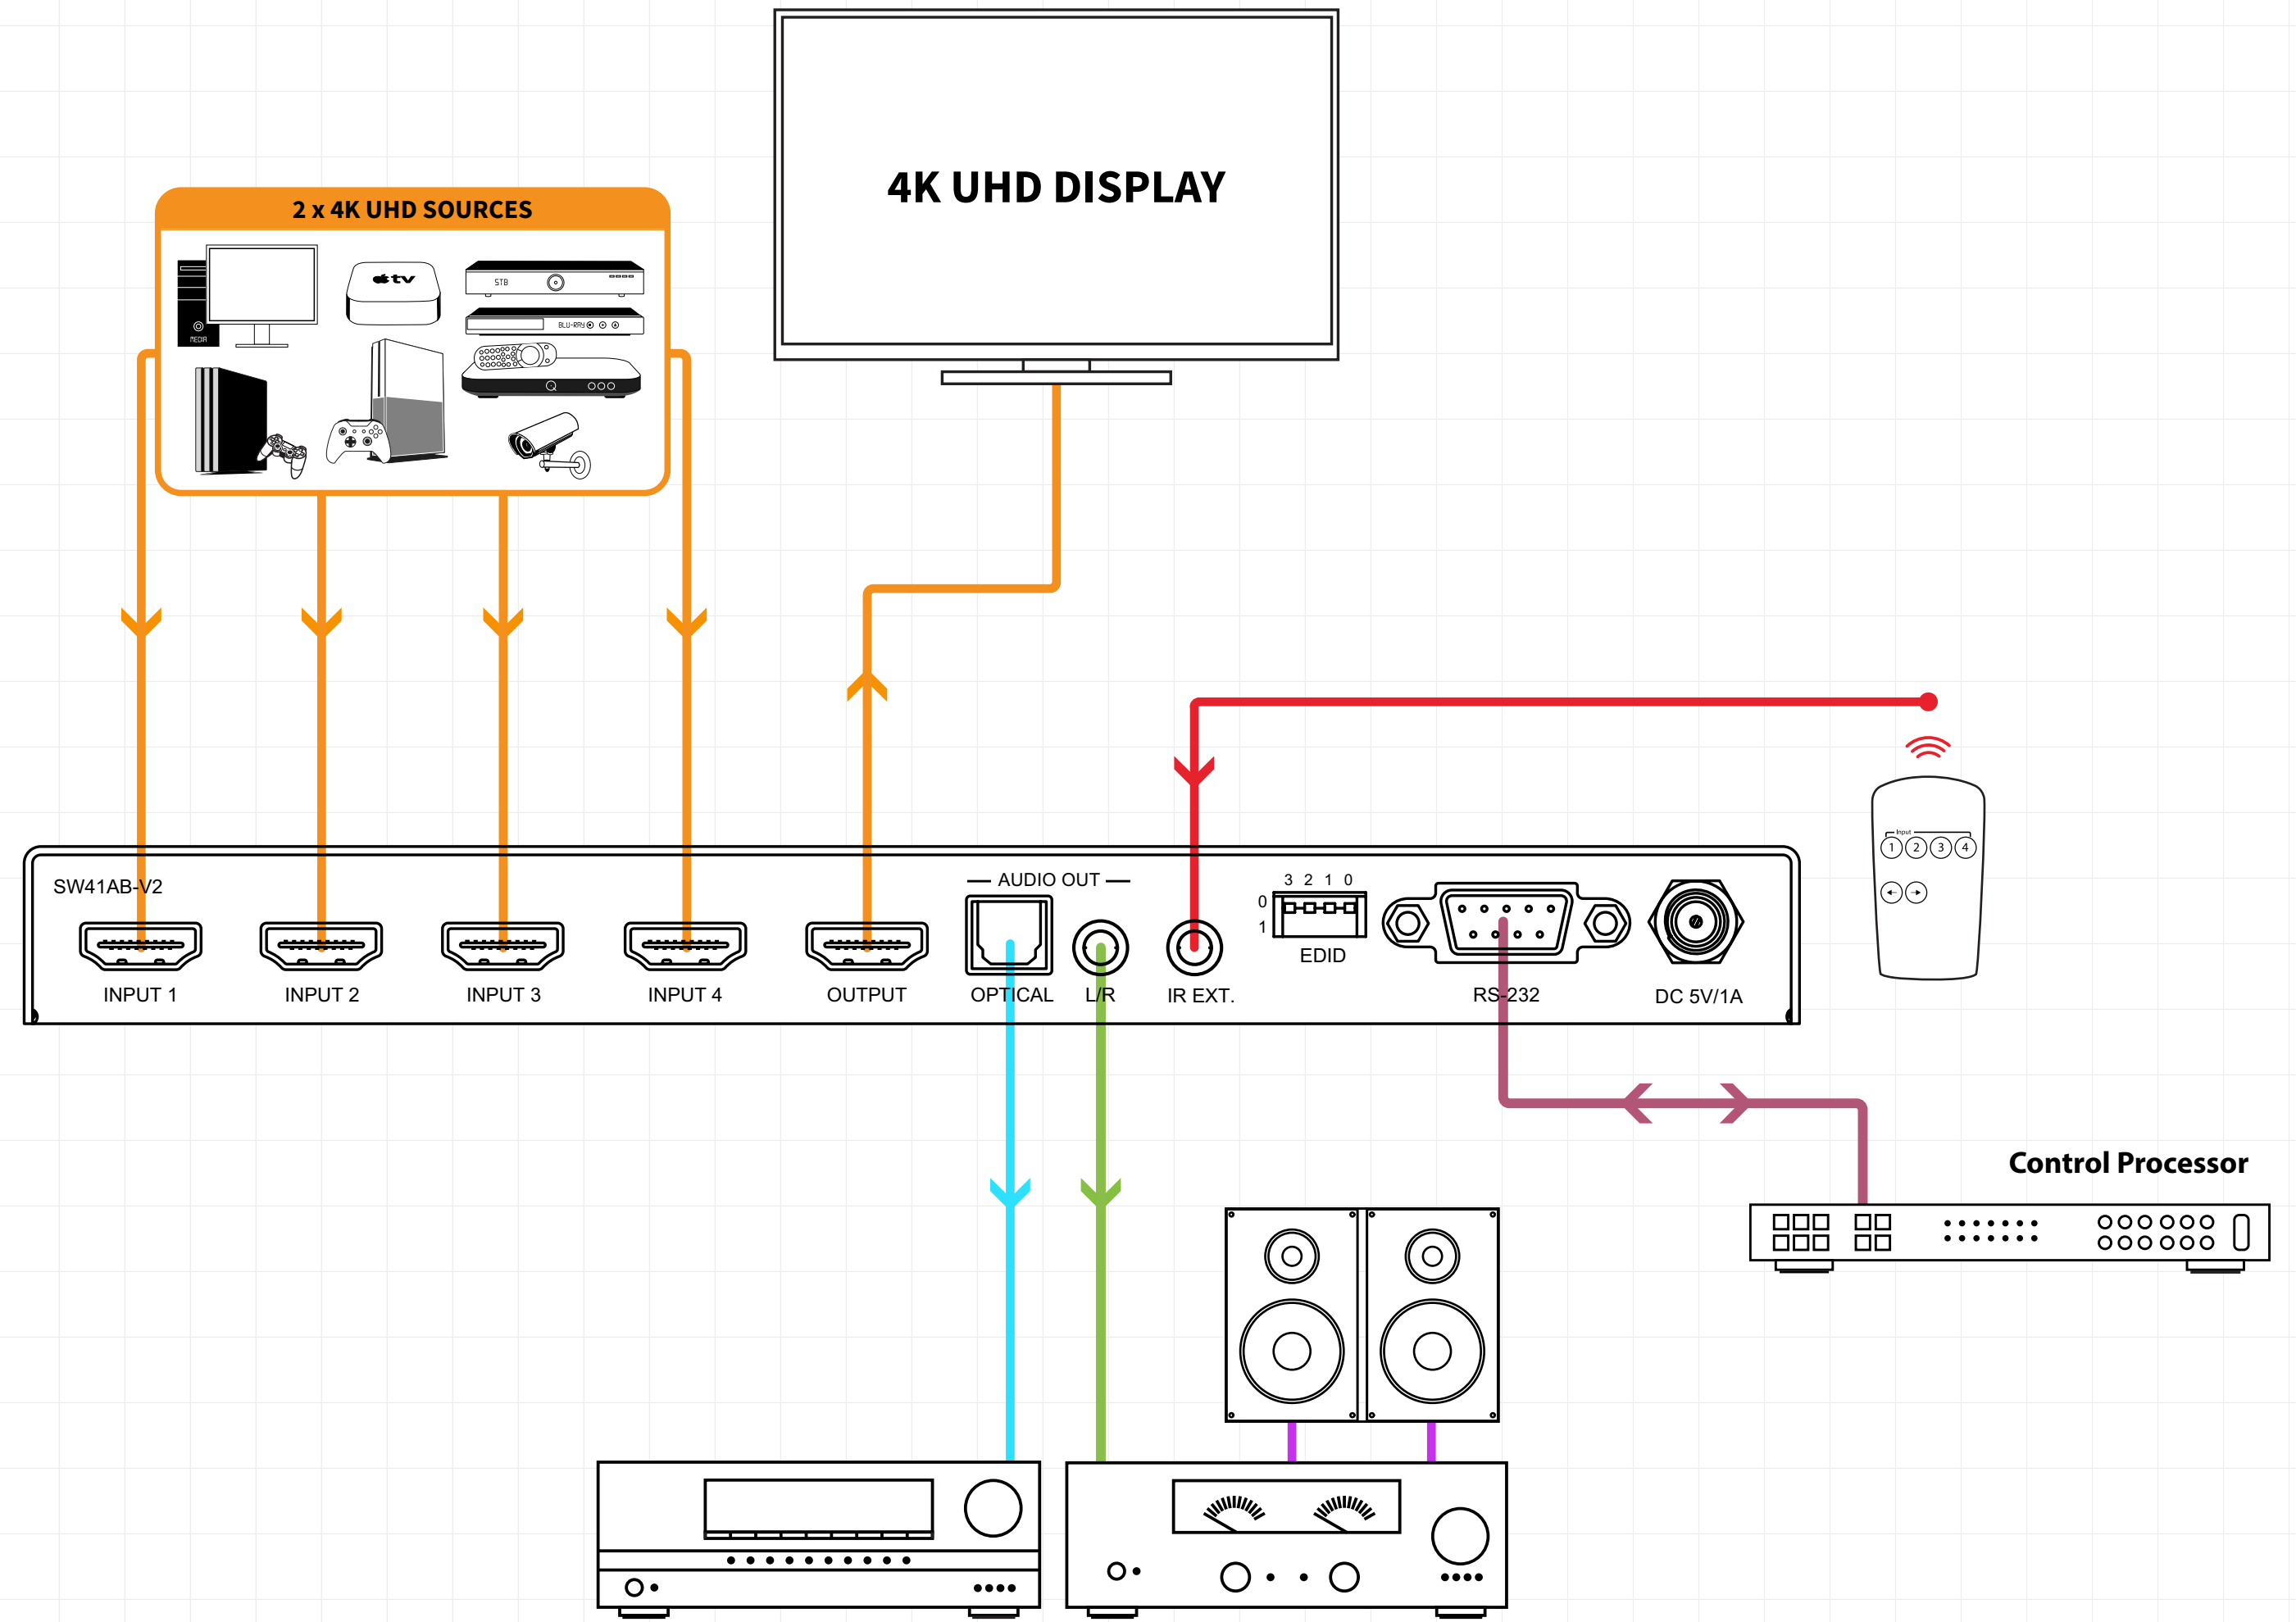 4K UHD DISPLAY
2 x 4K UHD SOURCES
tv
STB
BLU-RAY
MEDIA
Input
1 2 3 4
SW41AB-V2
AUDIO OUT
3 2 1 0
0
1
EDID
INPUT 1
INPUT 2
INPUT 3
INPUT 4
OUTPUT
OPTICAL
L/R
IR EXT.
RS-232
DC 5V/1A
Control Processor